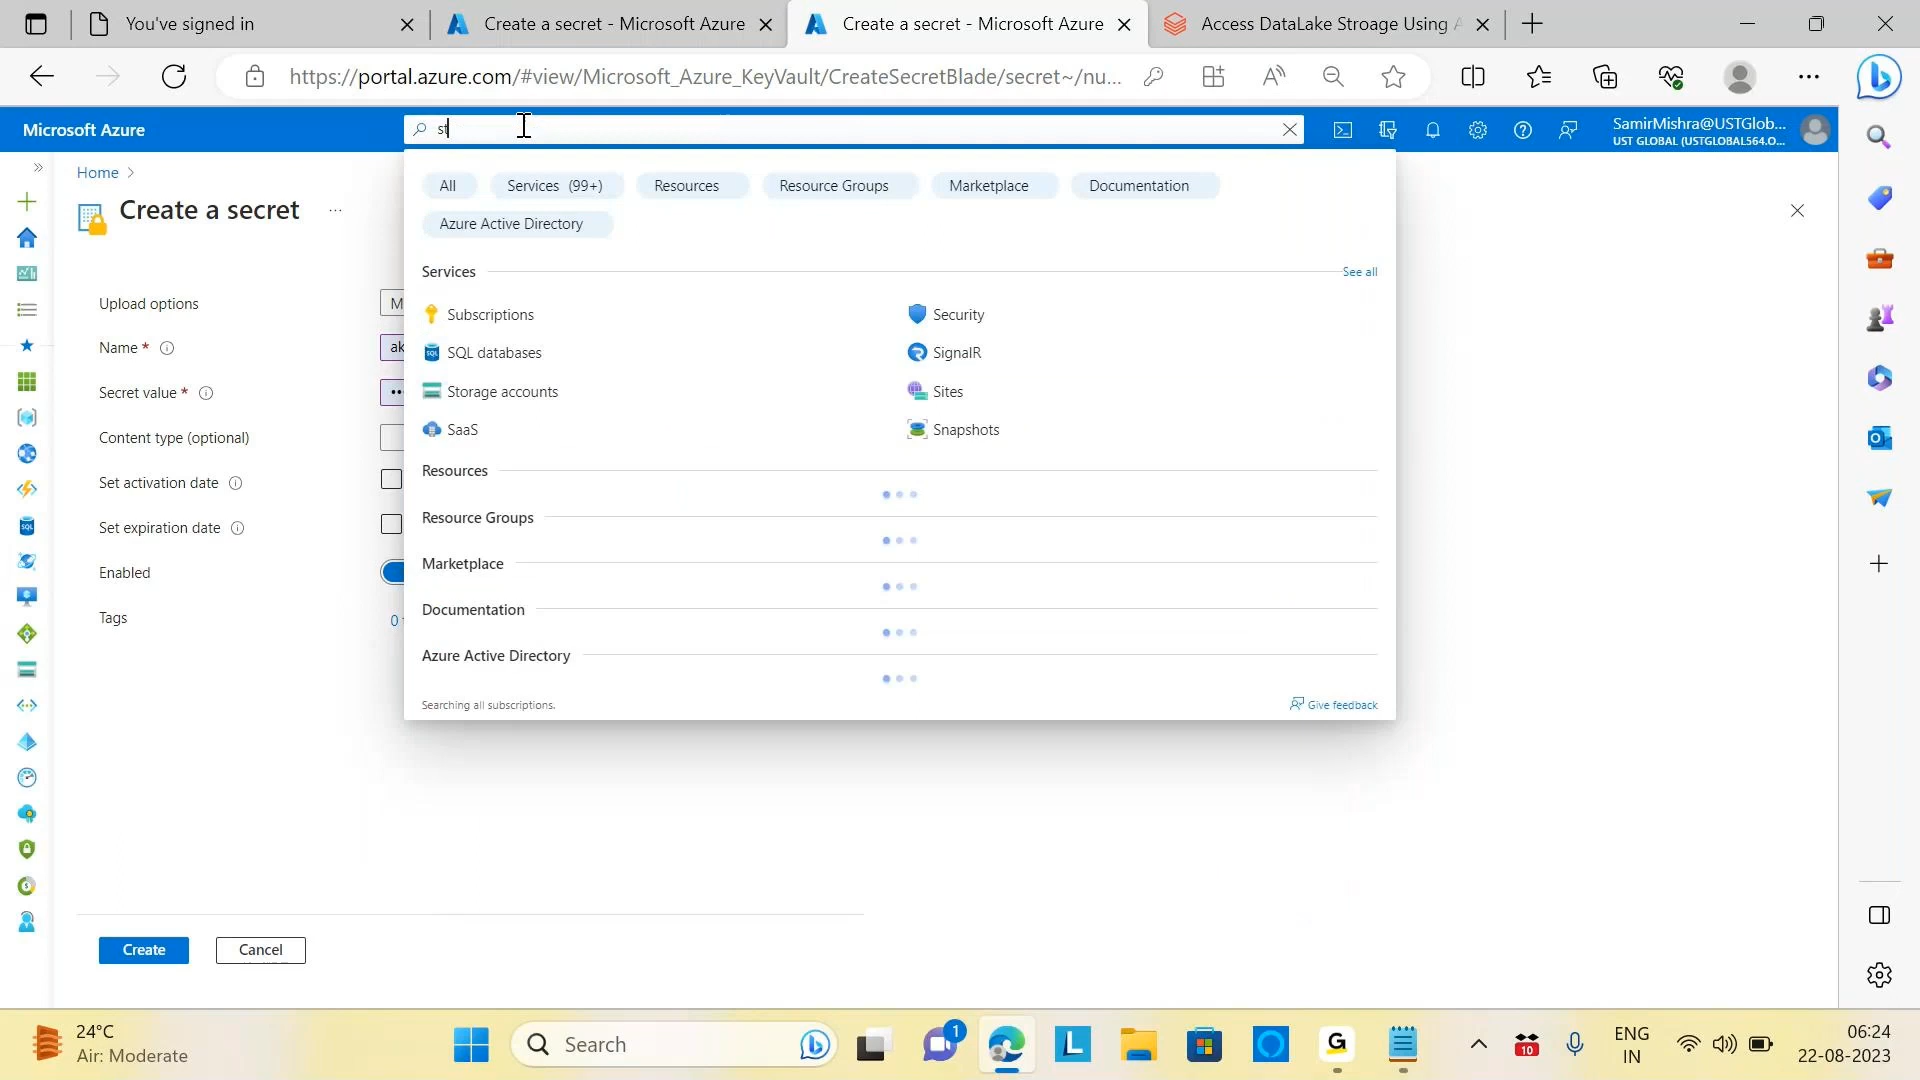 You've signed in
Create a secret - Microsoft Azure
Create a secret - Microsoft Azure
Access DataLake Stroage Using A
https://portal.azure.com/#view/Microsoft_Azure_KeyVault/CreateSecretBlade/secret~/nu...
Microsoft Azure
st
SamirMishra@USTGlob...
UST GLOBAL (USTGLOBAL564.O...
Home
All
Services (99+)
Resources
Resource Groups
Marketplace
Documentation
Azure Active Directory
Create a secret
Services
See all
Upload options
M
Subscriptions
Security
Name *
ak
SQL databases
SignalR
Secret value *
Storage accounts
Sites
Content type (optional)
SaaS
Snapshots
Resources
Set activation date
Resource Groups
Set expiration date
Marketplace
Enabled
Documentation
Tags
0
Azure Active Directory
Searching all subscriptions.
Give feedback
Create
Cancel
24°C
Air: Moderate
Search
1
L
G
10
ENG
IN
06:24
22-08-2023